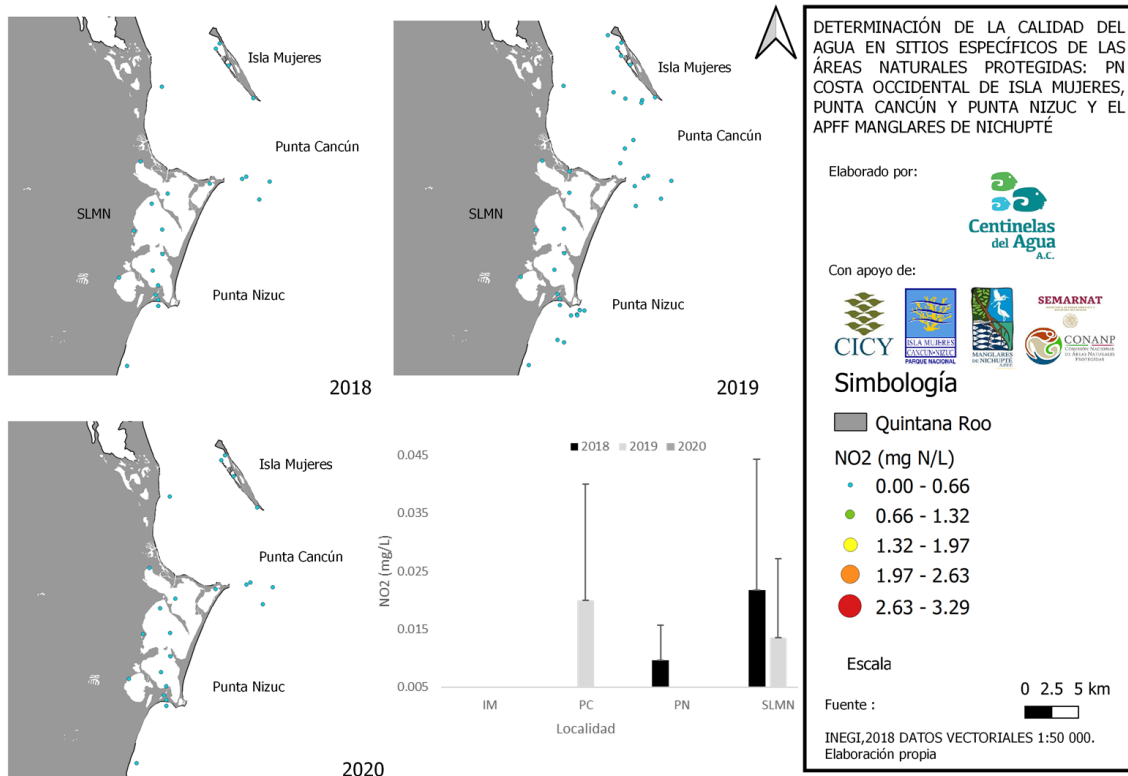 Isla Mujeres
Punta Cancún
SLMN
Punta Nizuc
2018
Isla Mujeres
Punta Cancún
SLMN
Punta Nizuc
2019
Isla Mujeres
Punta Cancún
Punta Nizuc
2020
2018 2019 2020
NO2 (mg/L)
0.045
0.035
0.025
0.015
0.005
IM PC PN SLMN
Localidad
DETERMINACIÓN DE LA CALIDAD DEL
AGUA EN SITIOS ESPECÍFICOS DE LAS
ÁREAS NATURALES PROTEGIDAS: PN
COSTA OCCIDENTAL DE ISLA MUJERES,
PUNTA CANCÚN Y PUNTA NIZUC Y EL
APFF MANGLARES DE NICHUPTÉ
Elaborado por:
Centinelas
del Agua
A.C.
Con apoyo de:
CICY
ISLA MUJERES
CANCUN-NIZUC
PARQUE NACIONAL
MANGLARES
DE NICHUPTE
APFF
SEMARNAT
CONANP
COMISIÓN NACIONAL
DE ÁREAS NATURALES
PROTEGIDAS
Simbología
Quintana Roo
NO2 (mg N/L)
0.00 - 0.66
0.66 - 1.32
1.32 - 1.97
1.97 - 2.63
2.63 - 3.29
Escala
0 2.5 5 km
Fuente :
INEGI,2018 DATOS VECTORIALES 1:50 000.
Elaboración propia